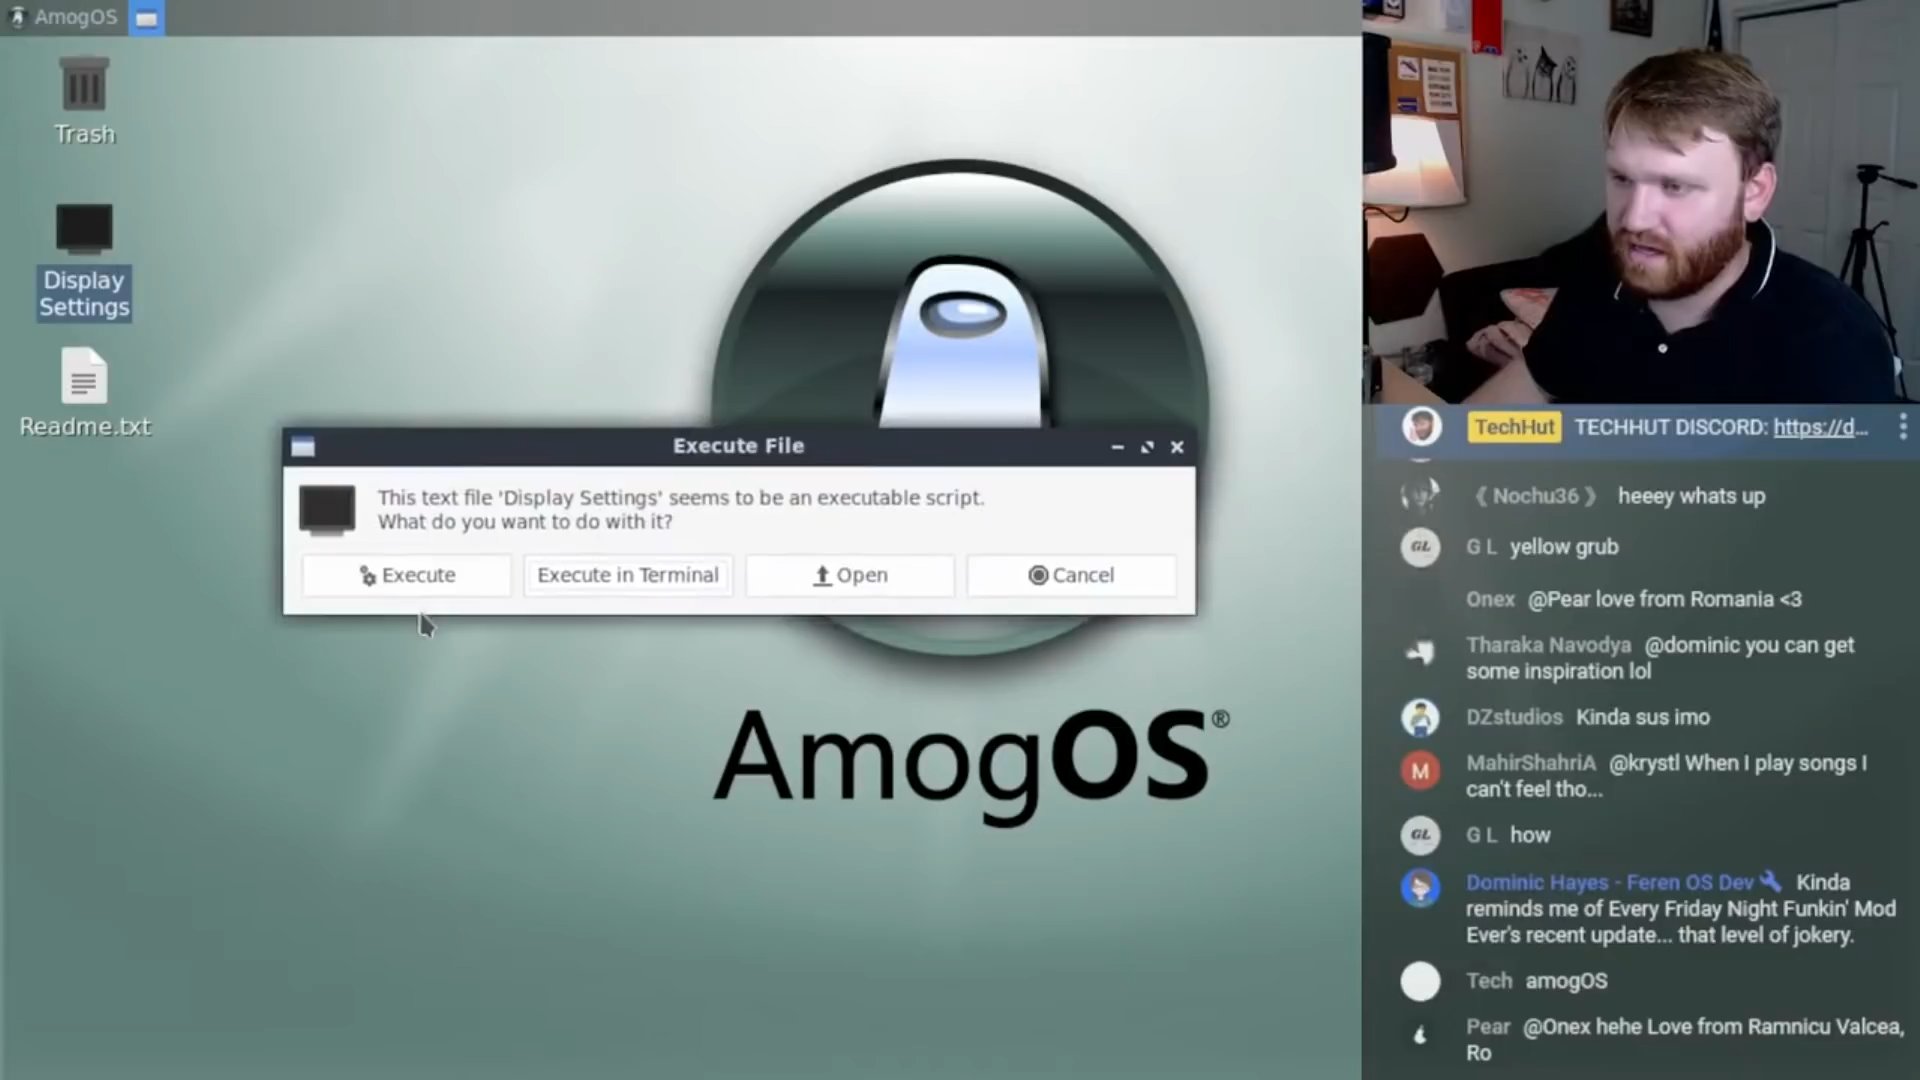 AmogOS
Trash
Display
Settings
Readme.txt
Execute File
This text file 'Display Settings' seems to be an executable script.
What do you want to do with it?
Execute
Execute in Terminal
Open
Cancel
AmogOS®
TechHut TECHHUT DISCORD: https://d...
《 Nochu36 》 heeey whats up
GL G L yellow grub
Onex @Pear love from Romania <3
Tharaka Navodya @dominic you can get
some inspiration lol
DZstudios Kinda sus imo
M MahirShahriA @krystl When I play songs I
can't feel tho...
GL G L how
Dominic Hayes - Feren OS Dev Kinda
reminds me of Every Friday Night Funkin' Mod
Ever's recent update... that level of jokery.
Tech amogOS
Pear @Onex hehe Love from Ramnicu Valcea,
Ro